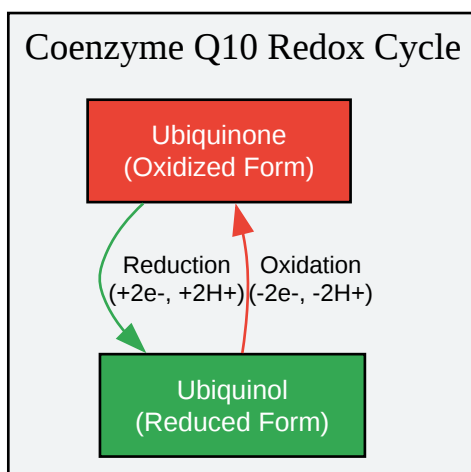 Coenzyme Q10 Redox Cycle
Ubiquinone
(Oxidized Form)
Reduction
(+2e-, +2H+)
Oxidation
(-2e-, -2H+)
Ubiquinol
(Reduced Form)